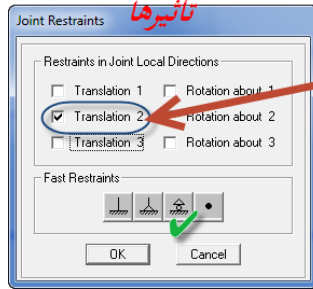 تاثیرها
Joint Restraints
Restraints in Joint Local Directions
Translation 1 Rotation about 1
Translation 2 Rotation about 2
Translation 3 Rotation about 3
Fast Restraints
OK Cancel